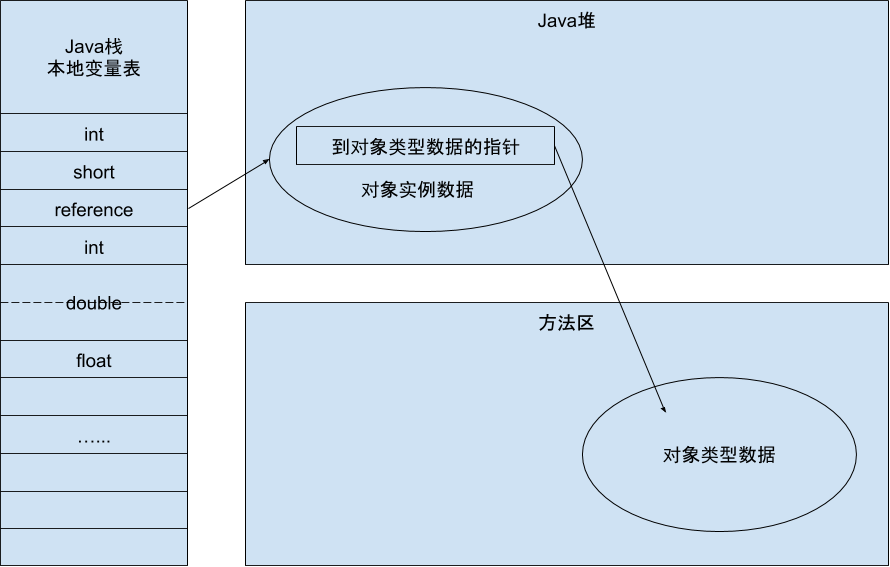 Java栈
本地变量表
int
short
reference
int
double
float
…...
Java堆
到对象类型数据的指针
对象实例数据
方法区
对象类型数据